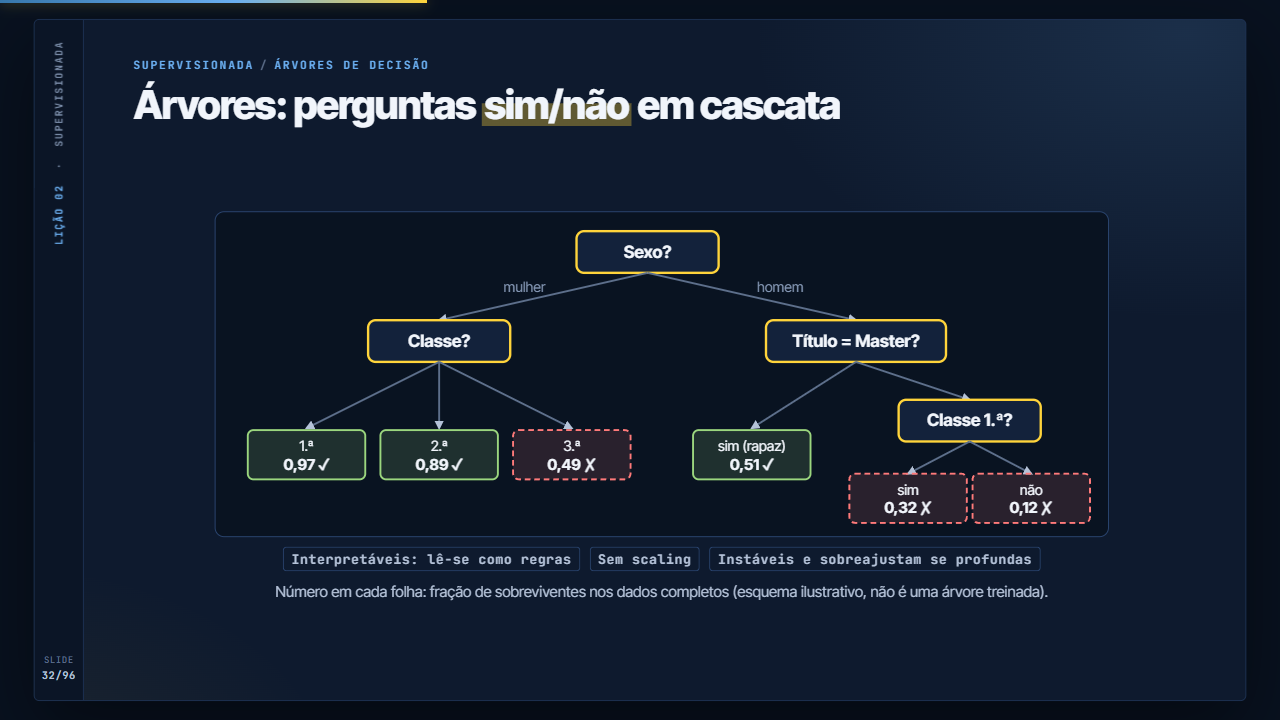 LIÇÃO 02 · SUPERVISIONADA
SUPERVISIONADA / ÁRVORES DE DECISÃO
Árvores: perguntas sim/não em cascata
Sexo?
mulher
homem
Classe?
Título = Master?
Classe 1.ª?
1.ª
0,97 ✓
2.ª
0,89 ✓
3.ª
0,49 ✗
sim (rapaz)
0,51 ✓
sim
0,32 ✗
não
0,12 ✗
Interpretáveis: lê-se como regras
Sem scaling
Instáveis e sobreajustam se profundas
Número em cada folha: fração de sobreviventes nos dados completos (esquema ilustrativo, não é uma árvore treinada).
SLIDE
32/96